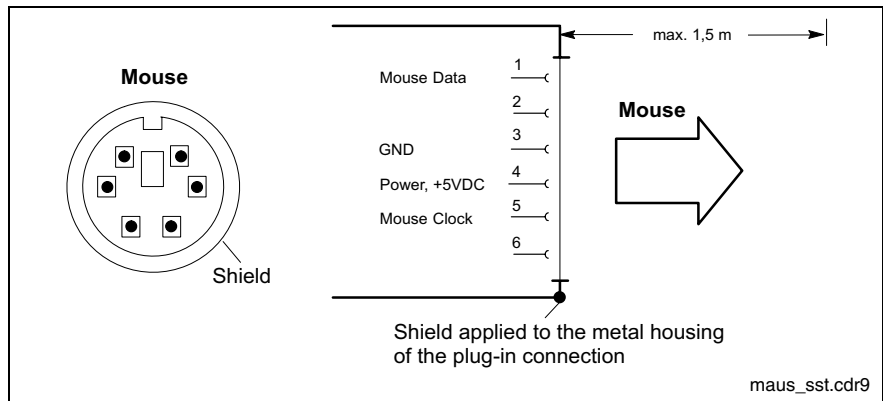 Mouse
Shield
max. 1,5 m
Mouse Data
1
2
GND
3
Power, +5VDC
4
Mouse Clock
5
6
Mouse
Shield applied to the metal housing
of the plug-in connection
maus_sst.cdr9